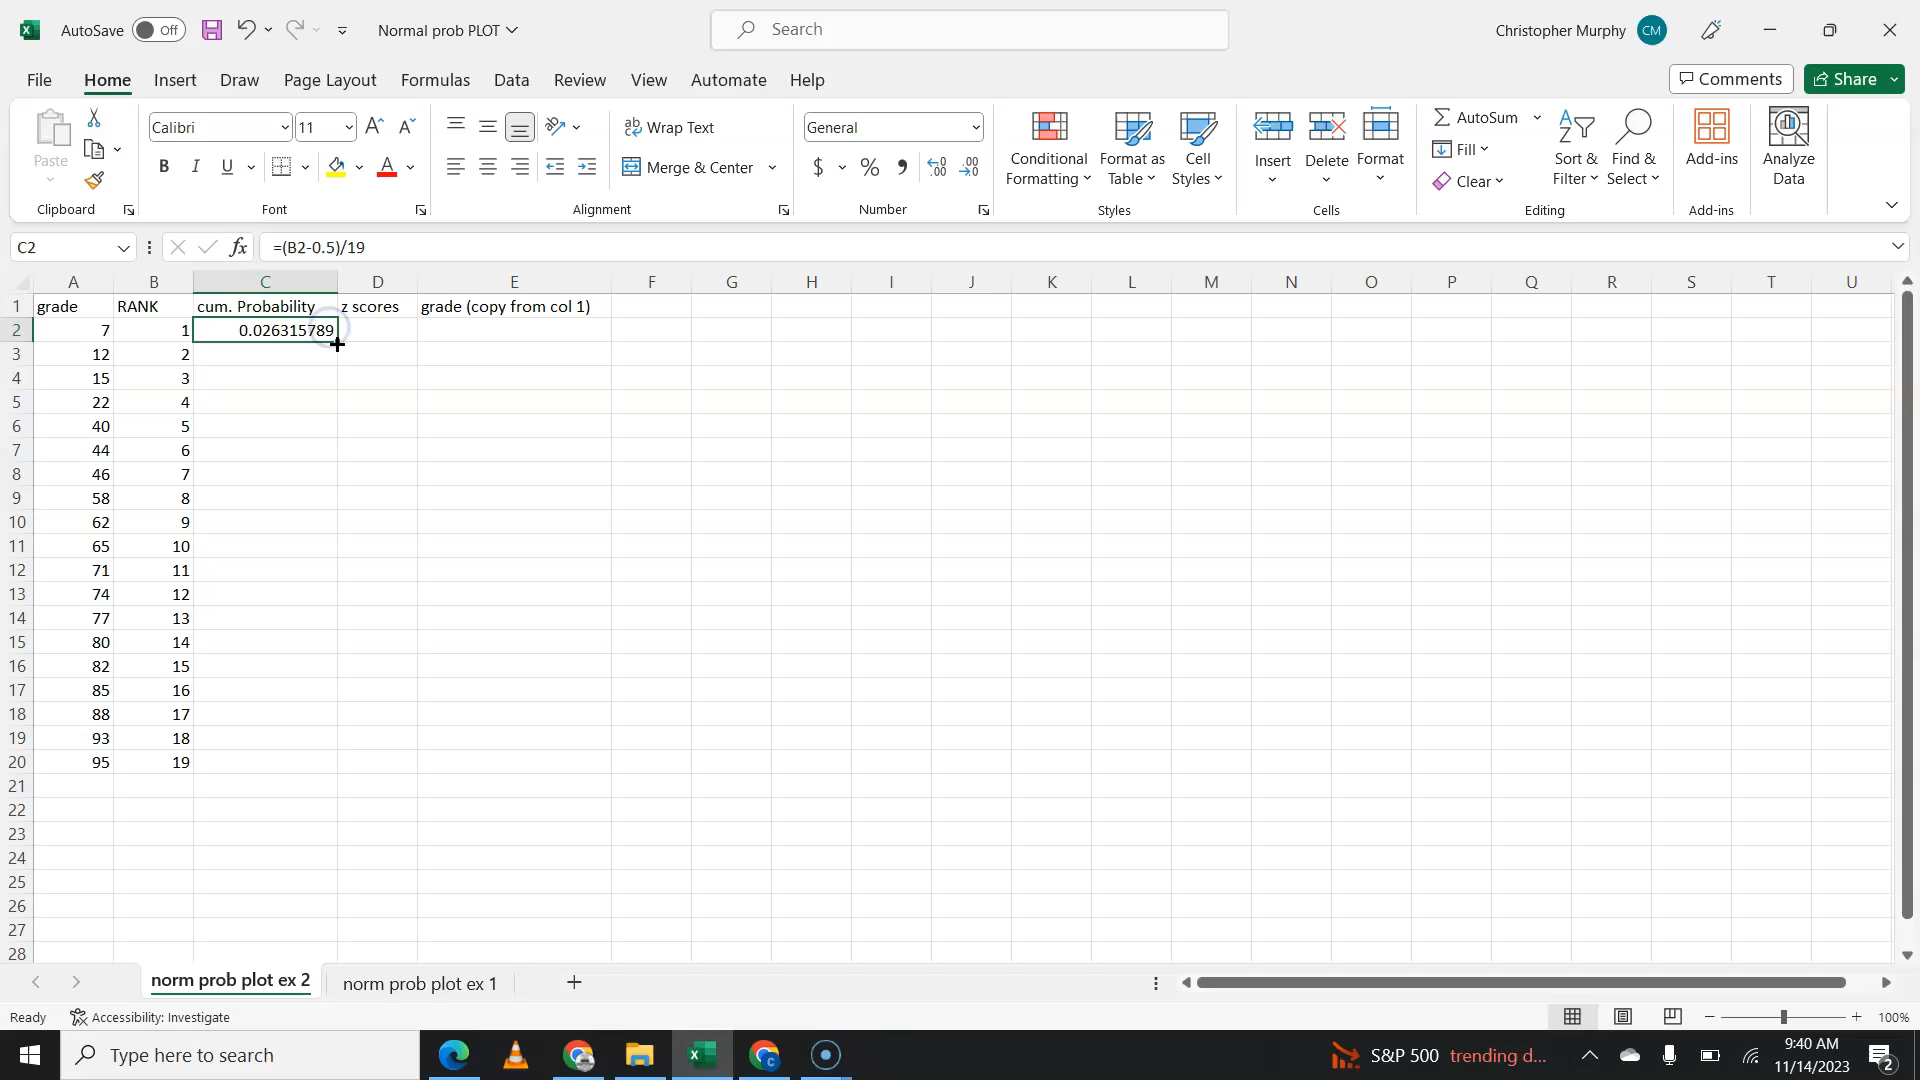 AutoSave Off Normal prob PLOT Search Christopher Murphy CM
File Home Insert Draw Page Layout Formulas Data Review View Automate Help Comments Share
Paste Calibri 11 Wrap Text General Conditional Formatting Format as Table Cell Styles Insert Delete Format AutoSum Sort & Filter Find & Select Add-ins Analyze Data
B I U A Merge & Center $ % Fill
Clear
Clipboard Font Alignment Number Styles Cells Editing Add-ins
C2 fx =(B2-0.5)/19
A B C D E F G H I J K L M N O P Q R S T U
1 grade RANK cum. Probability z scores grade (copy from col 1)
2 7 1 0.026315789
3 12 2
4 15 3
5 22 4
6 40 5
7 44 6
8 46 7
9 58 8
10 62 9
11 65 10
12 71 11
13 74 12
14 77 13
15 80 14
16 82 15
17 85 16
18 88 17
19 93 18
20 95 19
21
22
23
24
25
26
27
28
norm prob plot ex 2 norm prob plot ex 1
Ready Accessibility: Investigate 100%
Type here to search S&P 500 trending d... 9:40 AM
11/14/2023 2